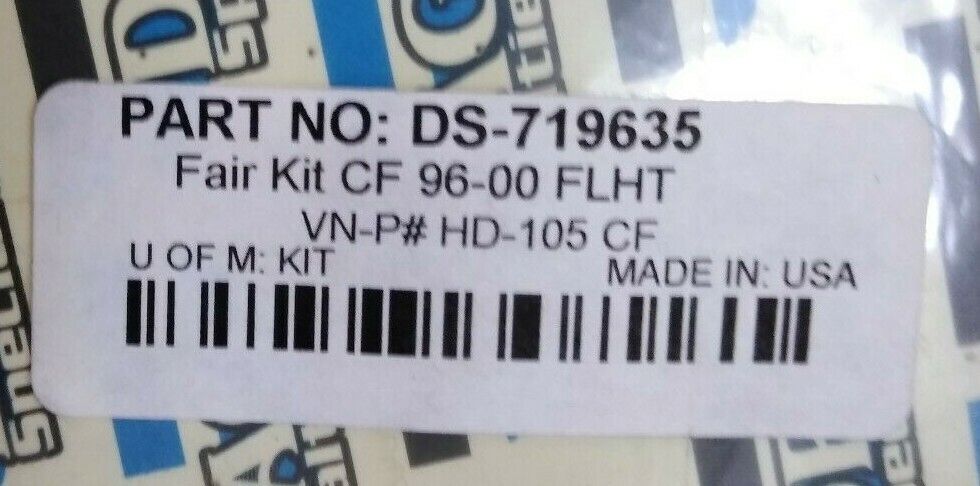 PART NO: DS-719635
Fair Kit CF 96-00 FLHT
VN-P# HD-105 CF
U OF M: KIT MADE IN: USA